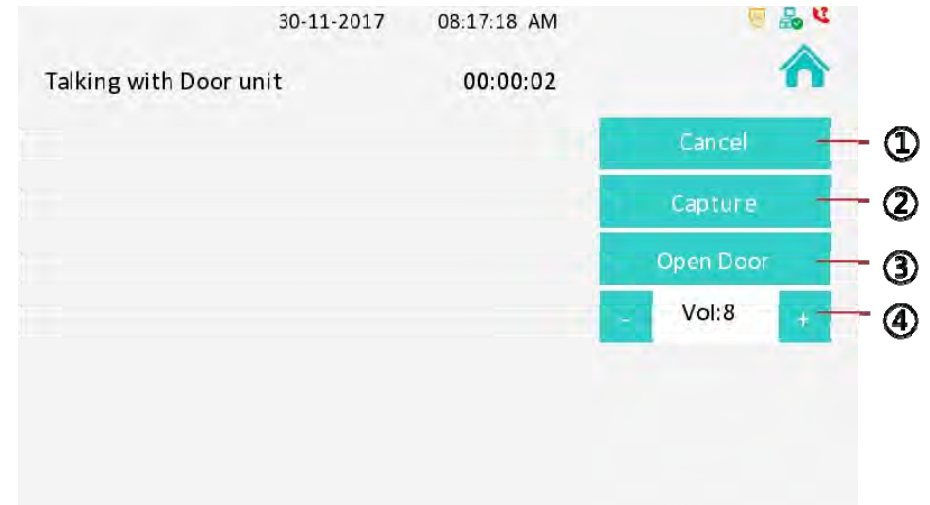 30-11-2017 08:17:18 AM
Talking with Door unit 00:00:02
Cancel ①
Capture ②
Open Door ③
- Vol:8 + ④